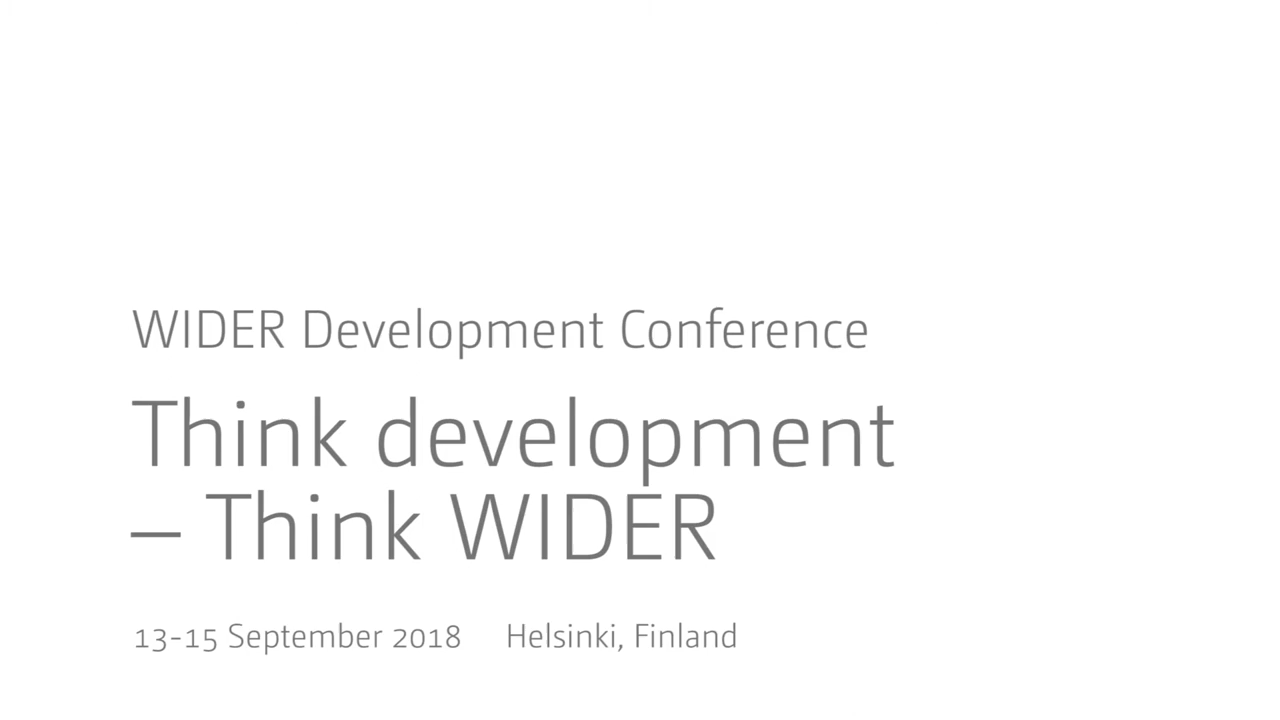 WIDER Development Conference
Think development
– Think WIDER
13-15 September 2018 Helsinki, Finland